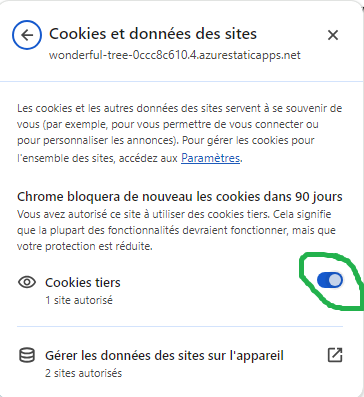 Cookies et données des sites
wonderful-tree-0ccc8c610.4.azurestaticapps.net
Les cookies et les autres données des sites servent à se souvenir de
vous (par exemple, pour vous permettre de vous connecter ou
pour personnaliser les annonces). Pour gérer les cookies pour
l'ensemble des sites, accédez aux Paramètres.
Chrome bloquera de nouveau les cookies dans 90 jours
Vous avez autorisé ce site à utiliser des cookies tiers. Cela signifie
que la plupart des fonctionnalités devraient fonctionner, mais que
votre protection est réduite.
Cookies tiers
1 site autorisé
Gérer les données des sites sur l'appareil
2 sites autorisés